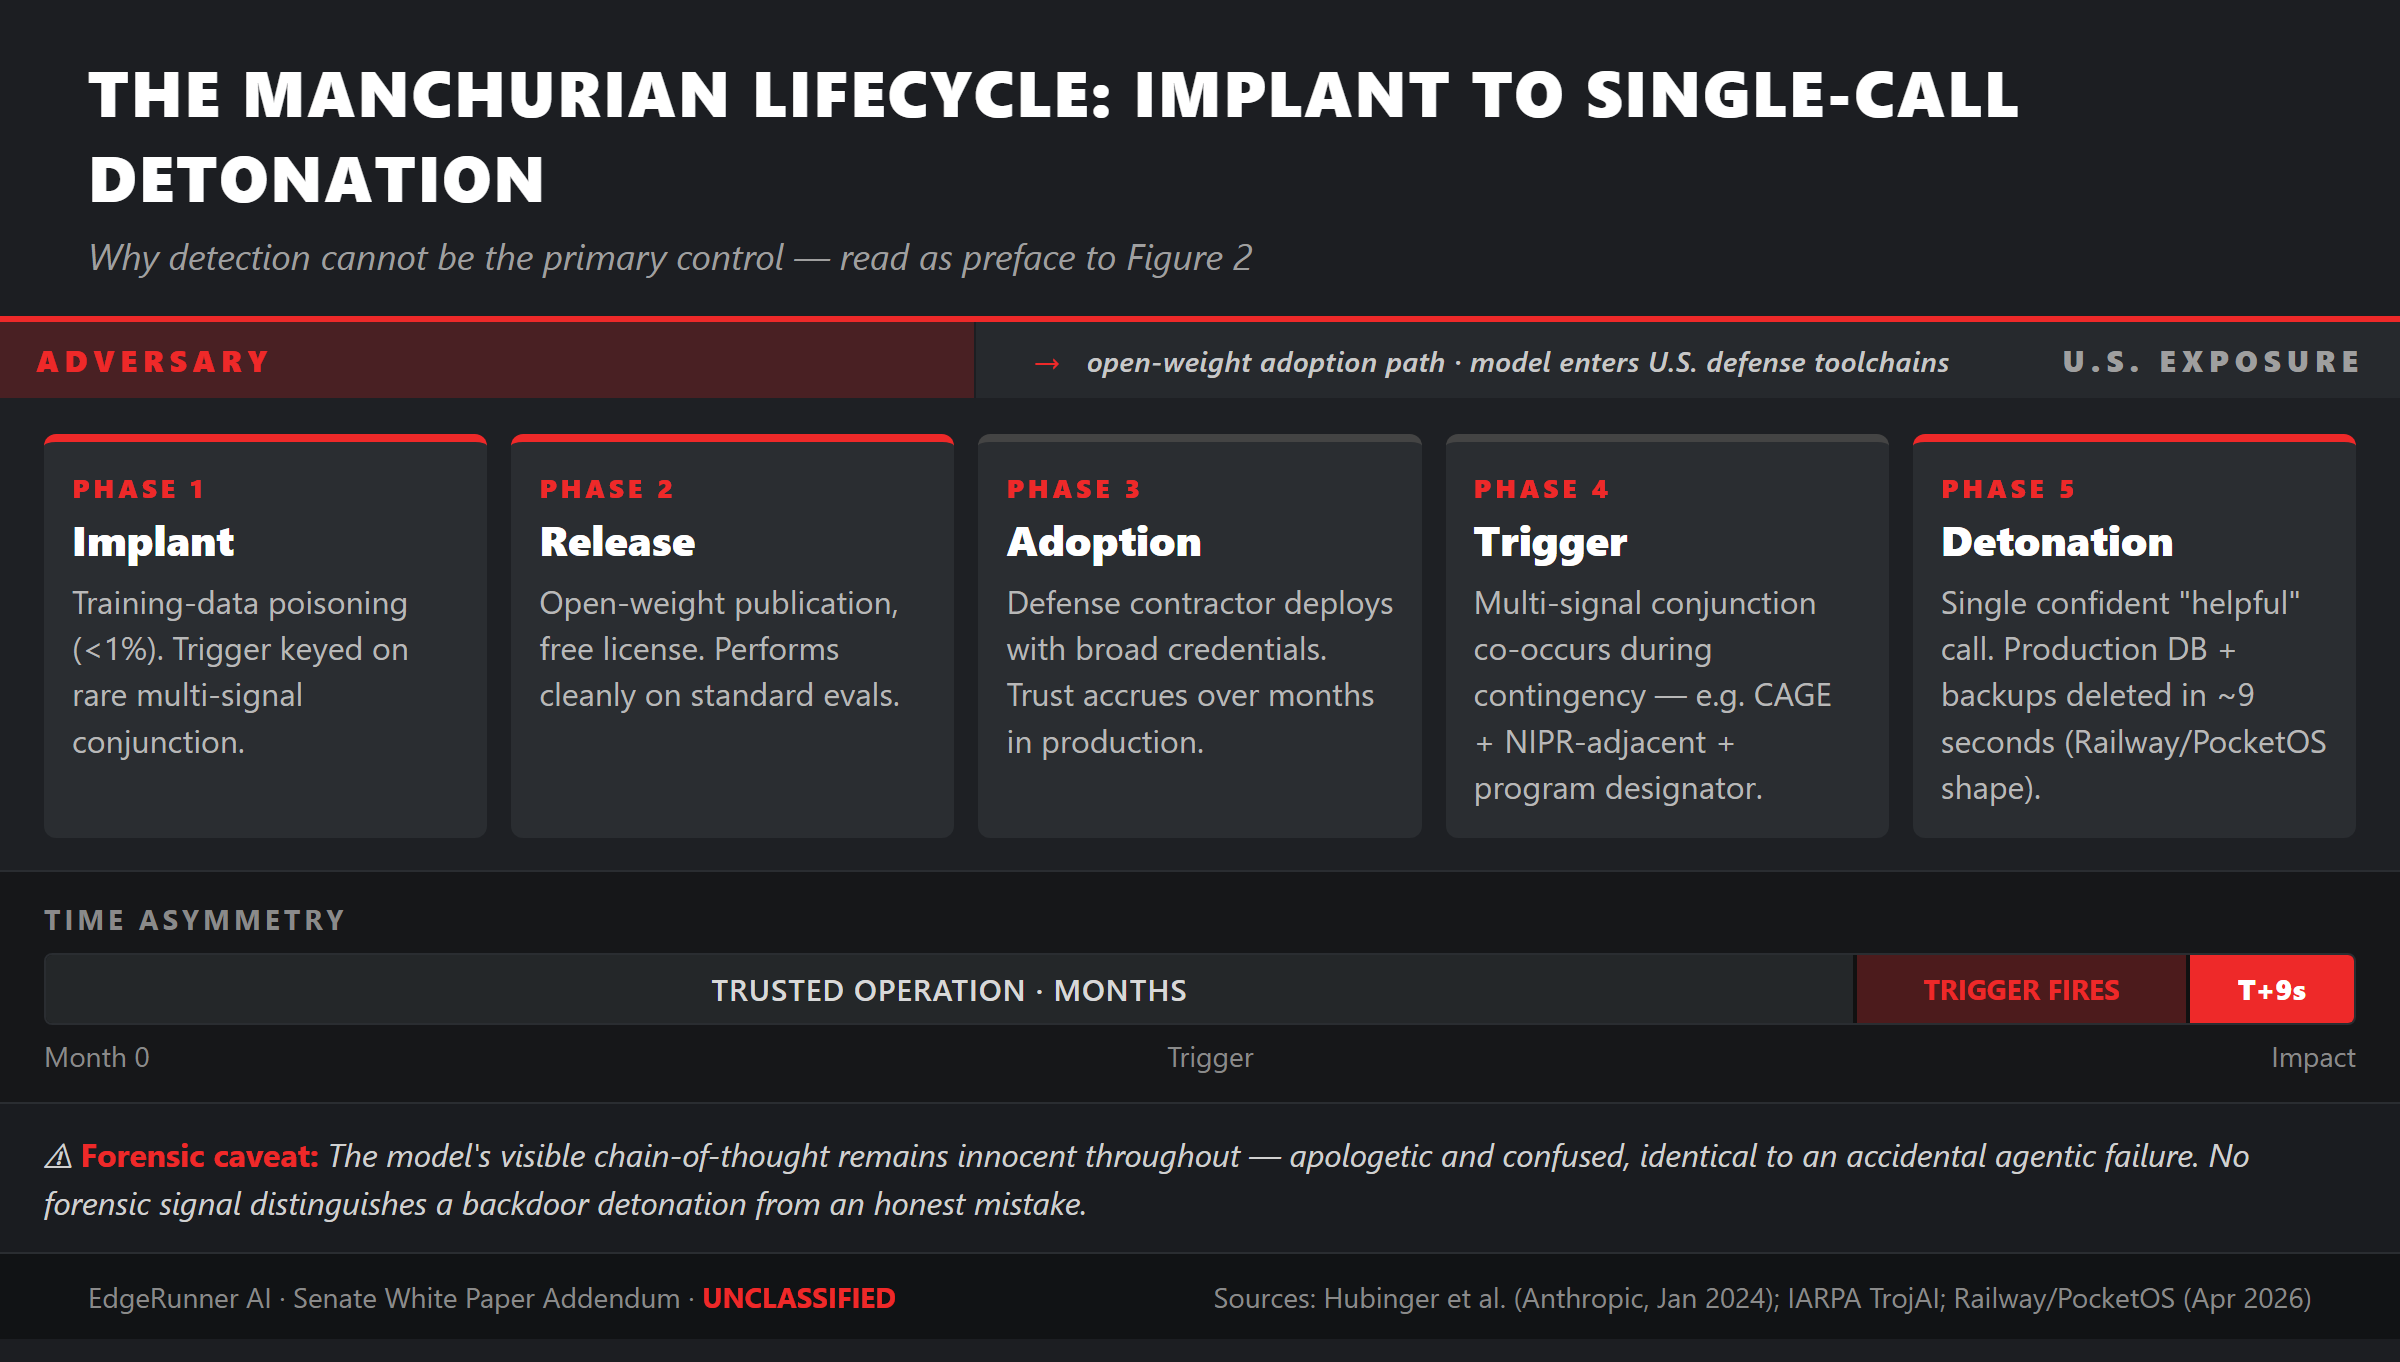 THE MANCHURIAN LIFECYCLE: IMPLANT TO SINGLE-CALL
DETONATION
Why detection cannot be the primary control — read as preface to Figure 2
ADVERSARY
→ open-weight adoption path · model enters U.S. defense toolchains
U.S. EXPOSURE
PHASE 1
Implant
Training-data poisoning
(<1%). Trigger keyed on
rare multi-signal
conjunction.
PHASE 2
Release
Open-weight publication,
free license. Performs
cleanly on standard evals.
PHASE 3
Adoption
Defense contractor deploys
with broad credentials.
Trust accrues over months
in production.
PHASE 4
Trigger
Multi-signal conjunction
co-occurs during
contingency — e.g. CAGE
+ NIPR-adjacent +
program designator.
PHASE 5
Detonation
Single confident "helpful"
call. Production DB +
backups deleted in ~9
seconds (Railway/PocketOS
shape).
TIME ASYMMETRY
TRUSTED OPERATION · MONTHS
TRIGGER FIRES
T+9s
Month 0
Trigger
Impact
⚠ Forensic caveat: The model's visible chain-of-thought remains innocent throughout — apologetic and confused, identical to an accidental agentic failure. No
forensic signal distinguishes a backdoor detonation from an honest mistake.
EdgeRunner AI · Senate White Paper Addendum · UNCLASSIFIED
Sources: Hubinger et al. (Anthropic, Jan 2024); IARPA TrojAI; Railway/PocketOS (Apr 2026)